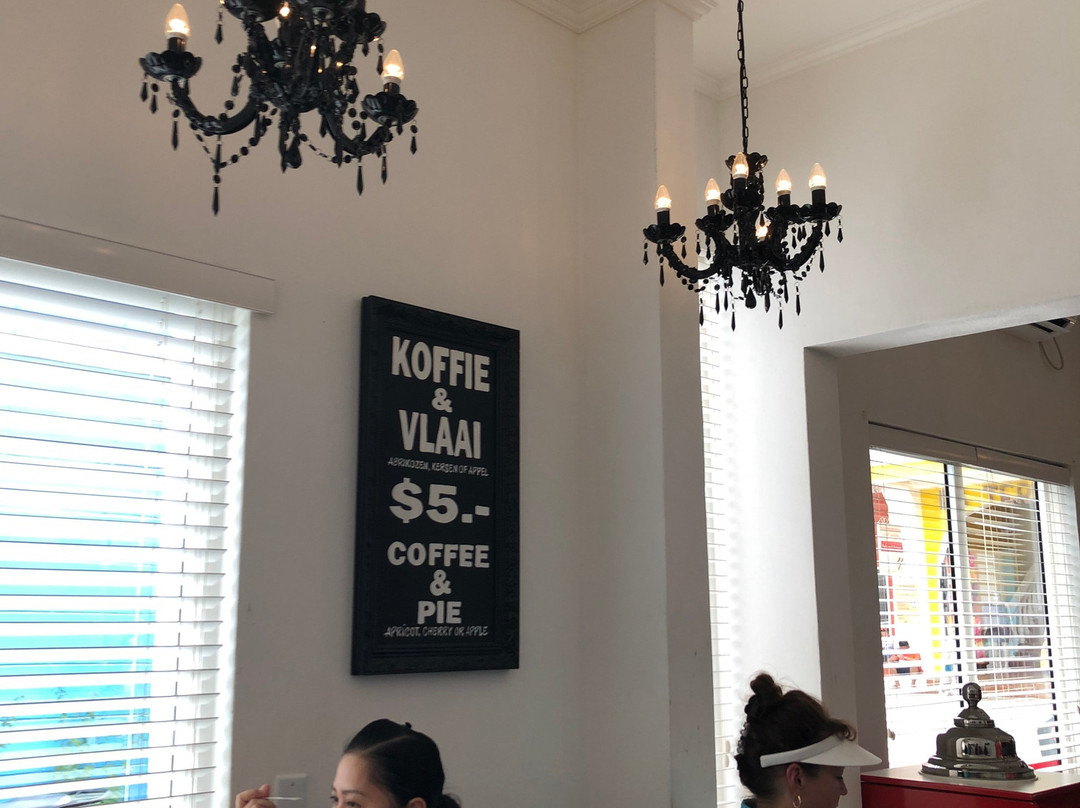 KOFFIE
&
VLAAI
ABRIKOZEN, KERSEN OF APPEL
$5.-
COFFEE
&
PIE
APRICOT, CHERRY OR APPLE